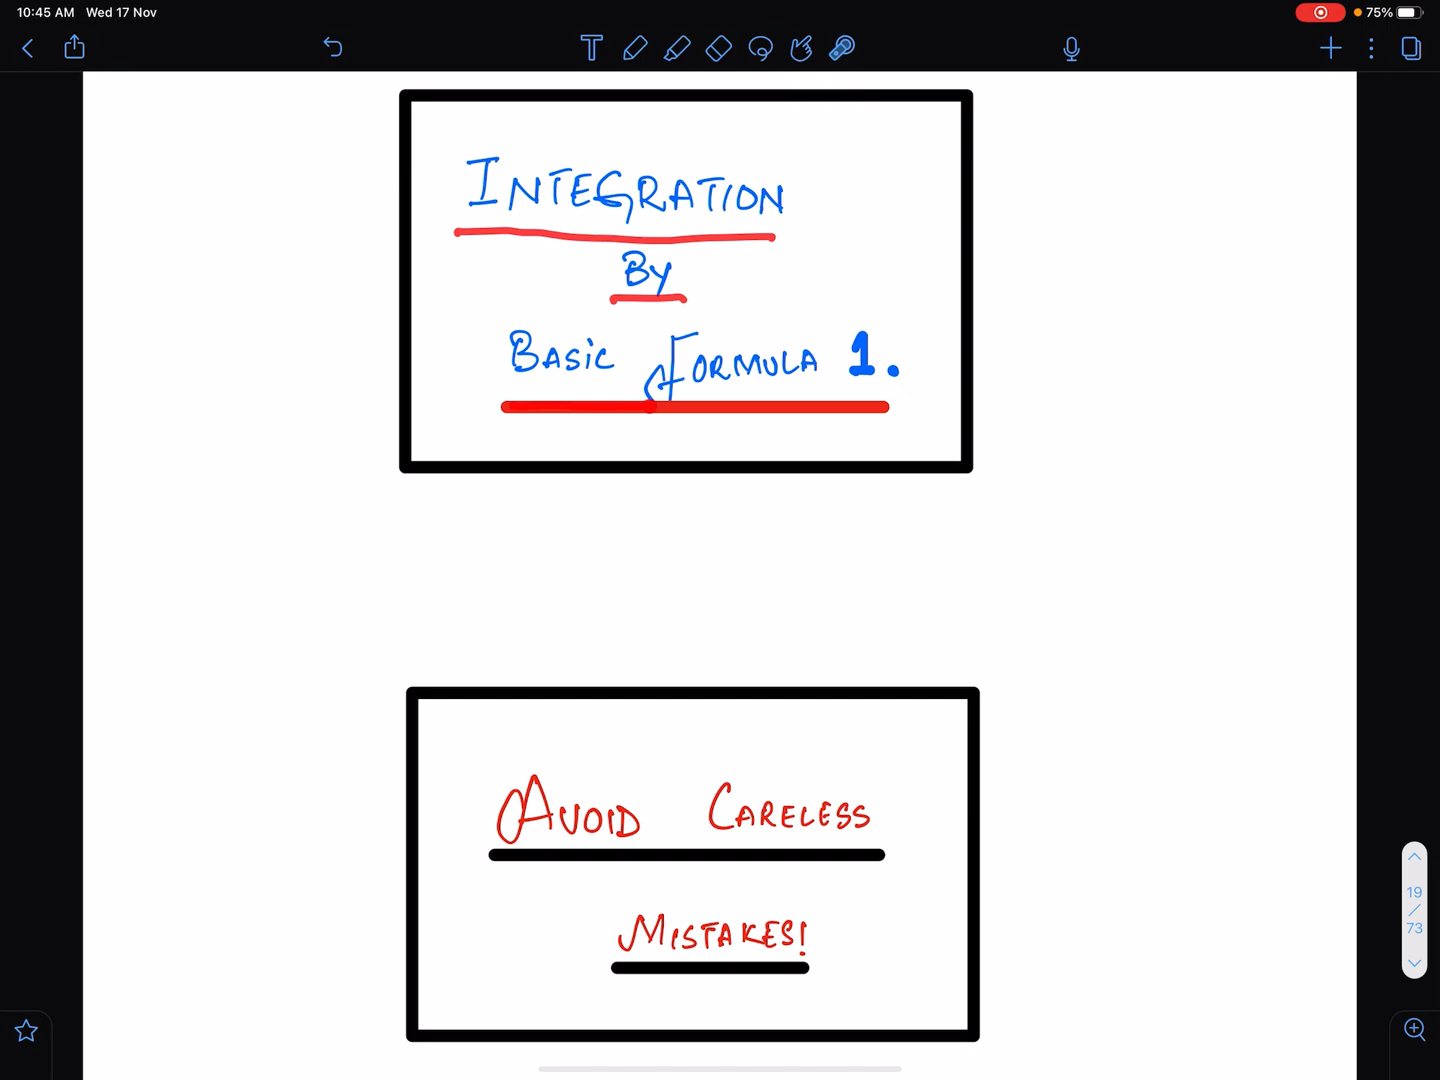 10:45 AM Wed 17 Nov
75%
INTEGRATION
By
BASIC FORMULA 1.
AVOID CARELESS
MISTAKES!
19
/
73